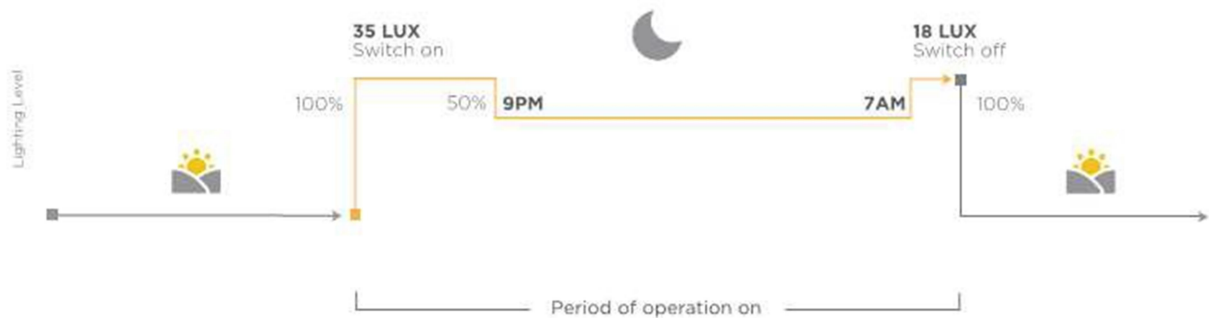 35 LUX
Switch on
18 LUX
Switch off
Lighting Level
100%
50%
9PM
7AM
100%
Period of operation on